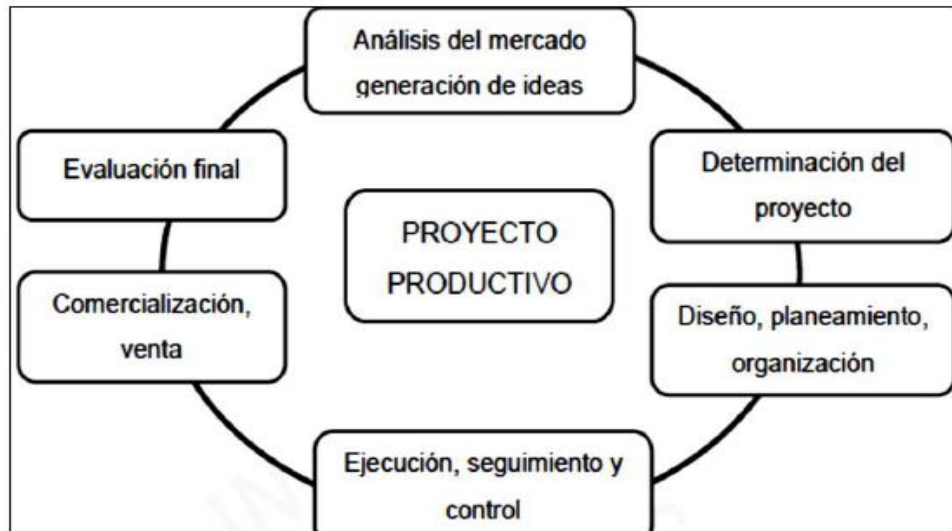 Análisis del mercado
generación de ideas
Determinación del
proyecto
Diseño, planeamiento,
organización
Ejecución, seguimiento y
control
Comercialización,
venta
Evaluación final
PROYECTO
PRODUCTIVO